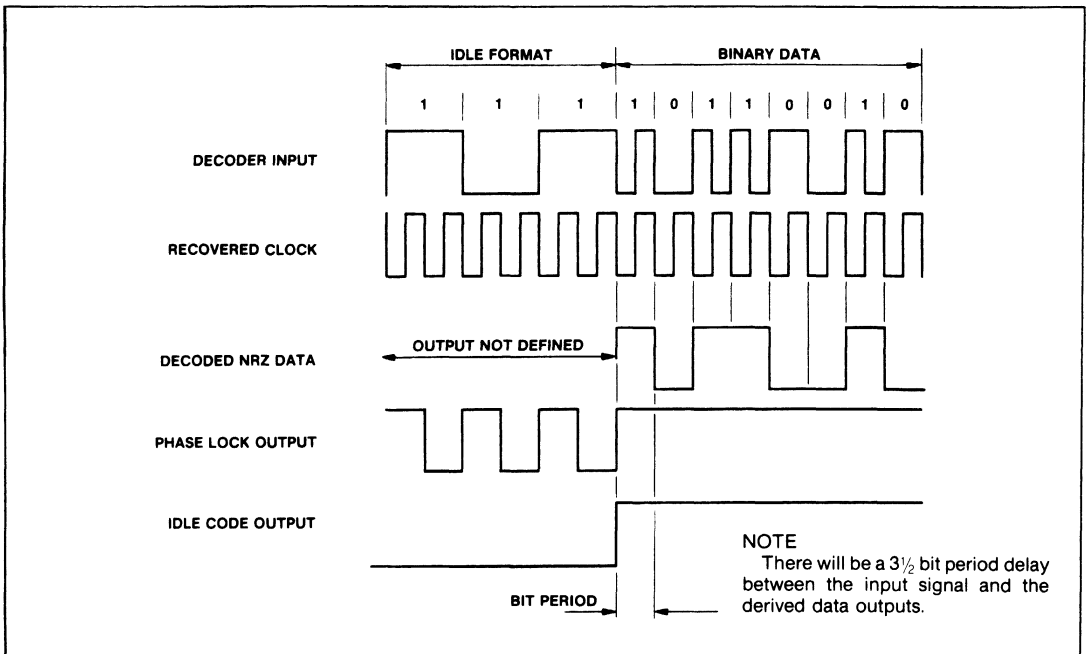 IDLE FORMAT BINARY DATA
1 1 1 1 0 1 1 0 0 1 0
DECODER INPUT
RECOVERED CLOCK
OUTPUT NOT DEFINED
DECODED NRZ DATA
PHASE LOCK OUTPUT
IDLE CODE OUTPUT
NOTE
There will be a 3½ bit period delay
between the input signal and the
derived data outputs.
BIT PERIOD